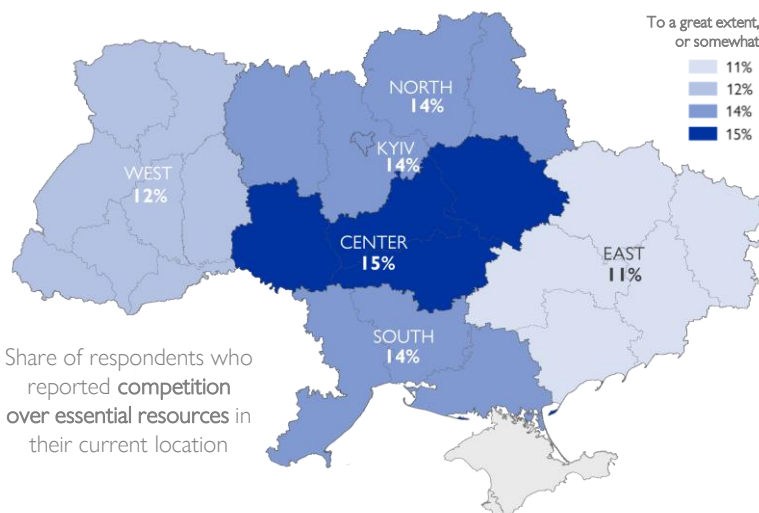 To a great extent,
or somewhat
11%
12%
14%
15%
NORTH
14%
KYIV
14%
WEST
12%
CENTER
15%
EAST
11%
SOUTH
14%
Share of respondents who
reported competition
over essential resources in
their current location